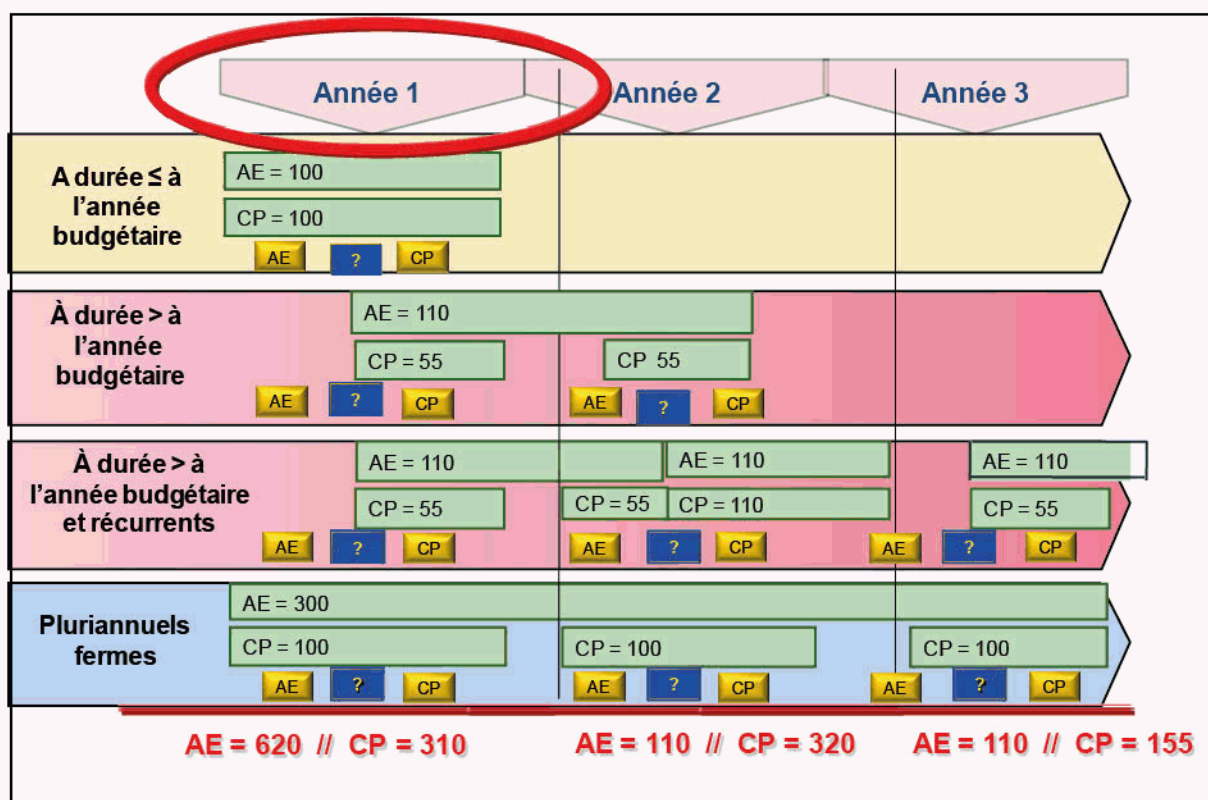 Année 1
Année 2
Année 3
A durée ≤ à
l'année
budgétaire
AE = 100
CP = 100
AE
?
CP
À durée > à
l'année
budgétaire
AE = 110
CP = 55
CP 55
AE
?
CP
AE
?
CP
À durée > à
l'année budgétaire
et récurrents
AE = 110
AE = 110
AE = 110
CP = 55
CP = 55
CP = 110
CP = 55
AE
?
CP
AE
?
CP
AE
?
CP
Pluriannuels
fermes
AE = 300
CP = 100
CP = 100
CP = 100
AE
?
CP
AE
?
CP
AE
?
CP
AE = 620 // CP = 310
AE = 110 // CP = 320
AE = 110 // CP = 155